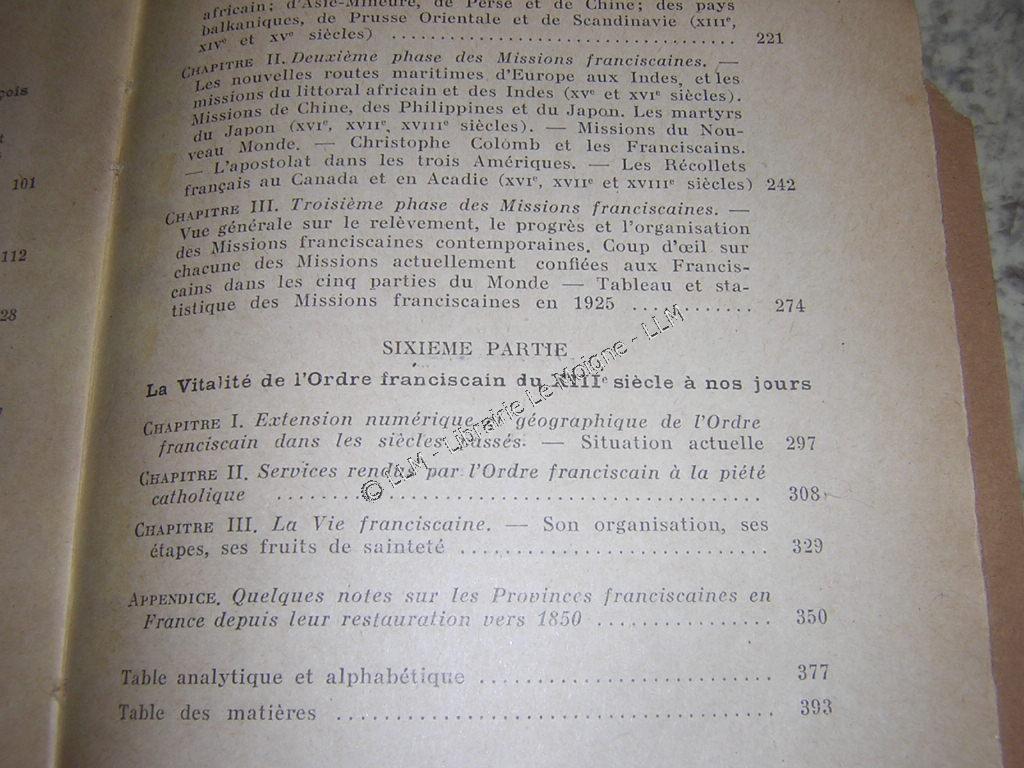 africain; d'Asie-Mineure, de Perse et de Chine; des pays
balkaniques, de Prusse Orientale et de Scandinavie (XIIIe,
XIVe et XVe siècles) .................................. 221
CHAPITRE II. Deuxième phase des Missions franciscaines. —
Les nouvelles routes maritimes d'Europe aux Indes, et les
missions du littoral africain et des Indes (XVe et XVIe siècles).
Missions de Chine, des Philippines et du Japon. Les martyrs
du Japon (XVIe, XVIIe, XVIIIe siècles). — Missions du Nou-
veau Monde. — Christophe Colomb et les Franciscains.
— L'apostolat dans les trois Amériques. — Les Récollets
français au Canada et en Acadie (XVIe, XVIIe et XVIIIe siècles) 242
CHAPITRE III. Troisième phase des Missions franciscaines. —
Vue générale sur le relèvement, le progrès et l'organisation
des Missions franciscaines contemporaines. Coup d'œil sur
chacune des Missions actuellement confiées aux Francis-
cains dans les cinq parties du Monde — Tableau et sta-
tistique des Missions franciscaines en 1925 ............ 274
SIXIEME PARTIE
La Vitalité de l'Ordre franciscain du XIIIe siècle à nos jours
CHAPITRE I. Extension numérique et géographique de l'Ordre
franciscain dans les siècles passés. — Situation actuelle 297
CHAPITRE II. Services rendus par l'Ordre franciscain à la piété
catholique ....................................... 308
CHAPITRE III. La Vie franciscaine. — Son organisation, ses
étapes, ses fruits de sainteté .......................... 329
APPENDICE. Quelques notes sur les Provinces franciscaines en
France depuis leur restauration vers 1850 ............... 350
Table analytique et alphabétique ......................... 377
Table des matières ..................................... 393
çois
t
101
112
28
© LLM - Librairie Le Moigne - LLM